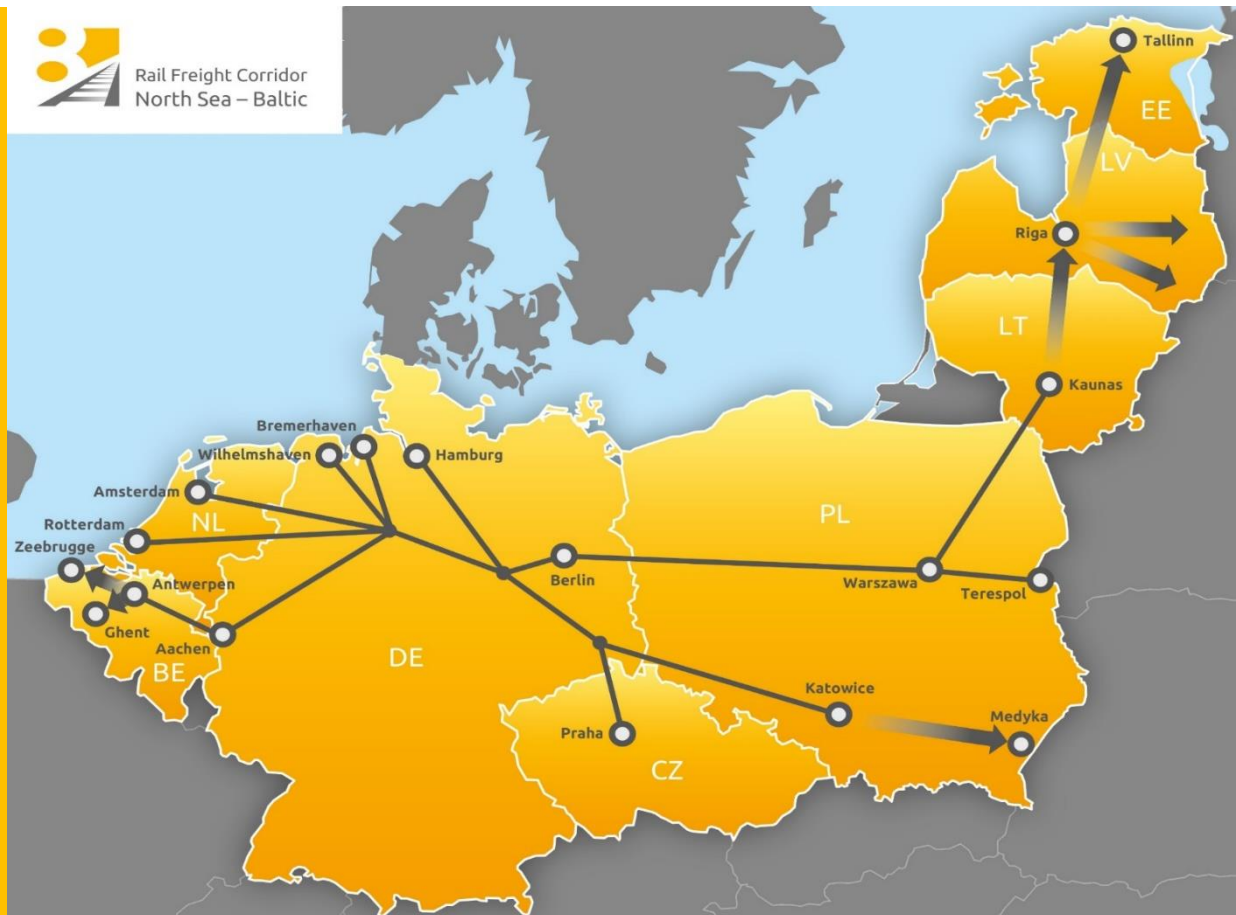 8
Rail Freight Corridor
North Sea – Baltic
Tallinn
EE
LV
Riga
LT
Kaunas
Bremerhaven
Wilhelmshaven
Hamburg
Amsterdam
NL
PL
Rotterdam
Zeebrugge
Antwerpen
Berlin
Warszawa
Terespol
Ghent
Aachen
BE
DE
Katowice
Medyka
Praha
CZ